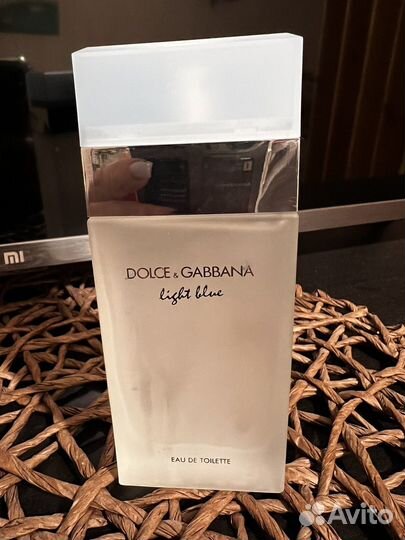 mi
DOLCE & GABBANA
light blue
EAU DE TOILETTE
Avito